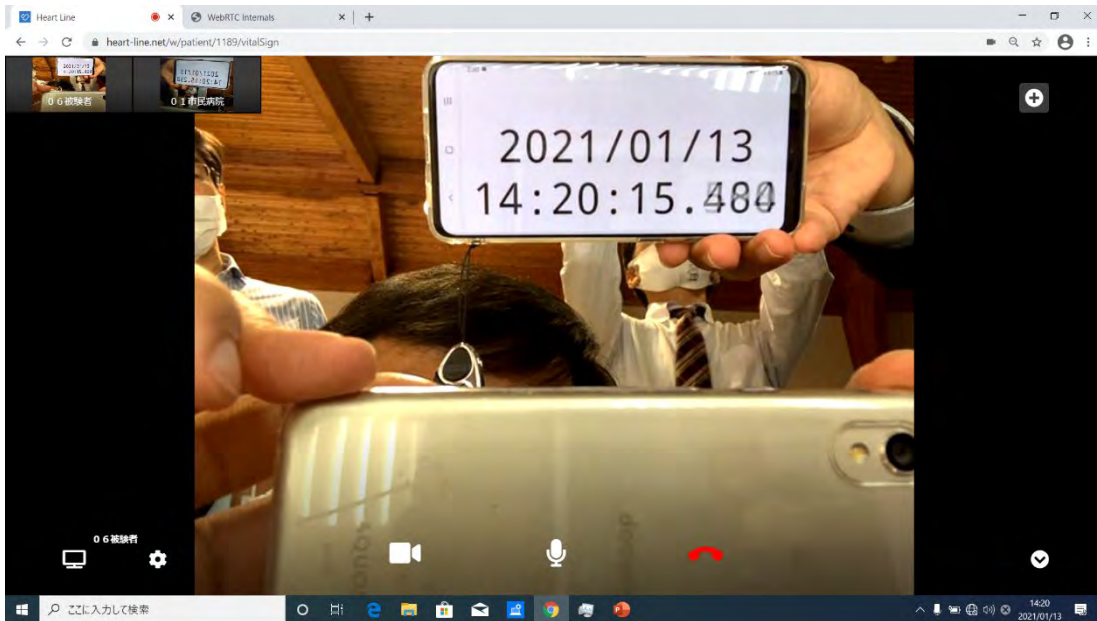 Heart Line
WebRTC Internals
heart-line.net/w/patient/1189/vitalSign
06被験者
01市民病院
2021/01/13
14:20:15.484
06被験者
ここに入力して検索
14:20
2021/01/13